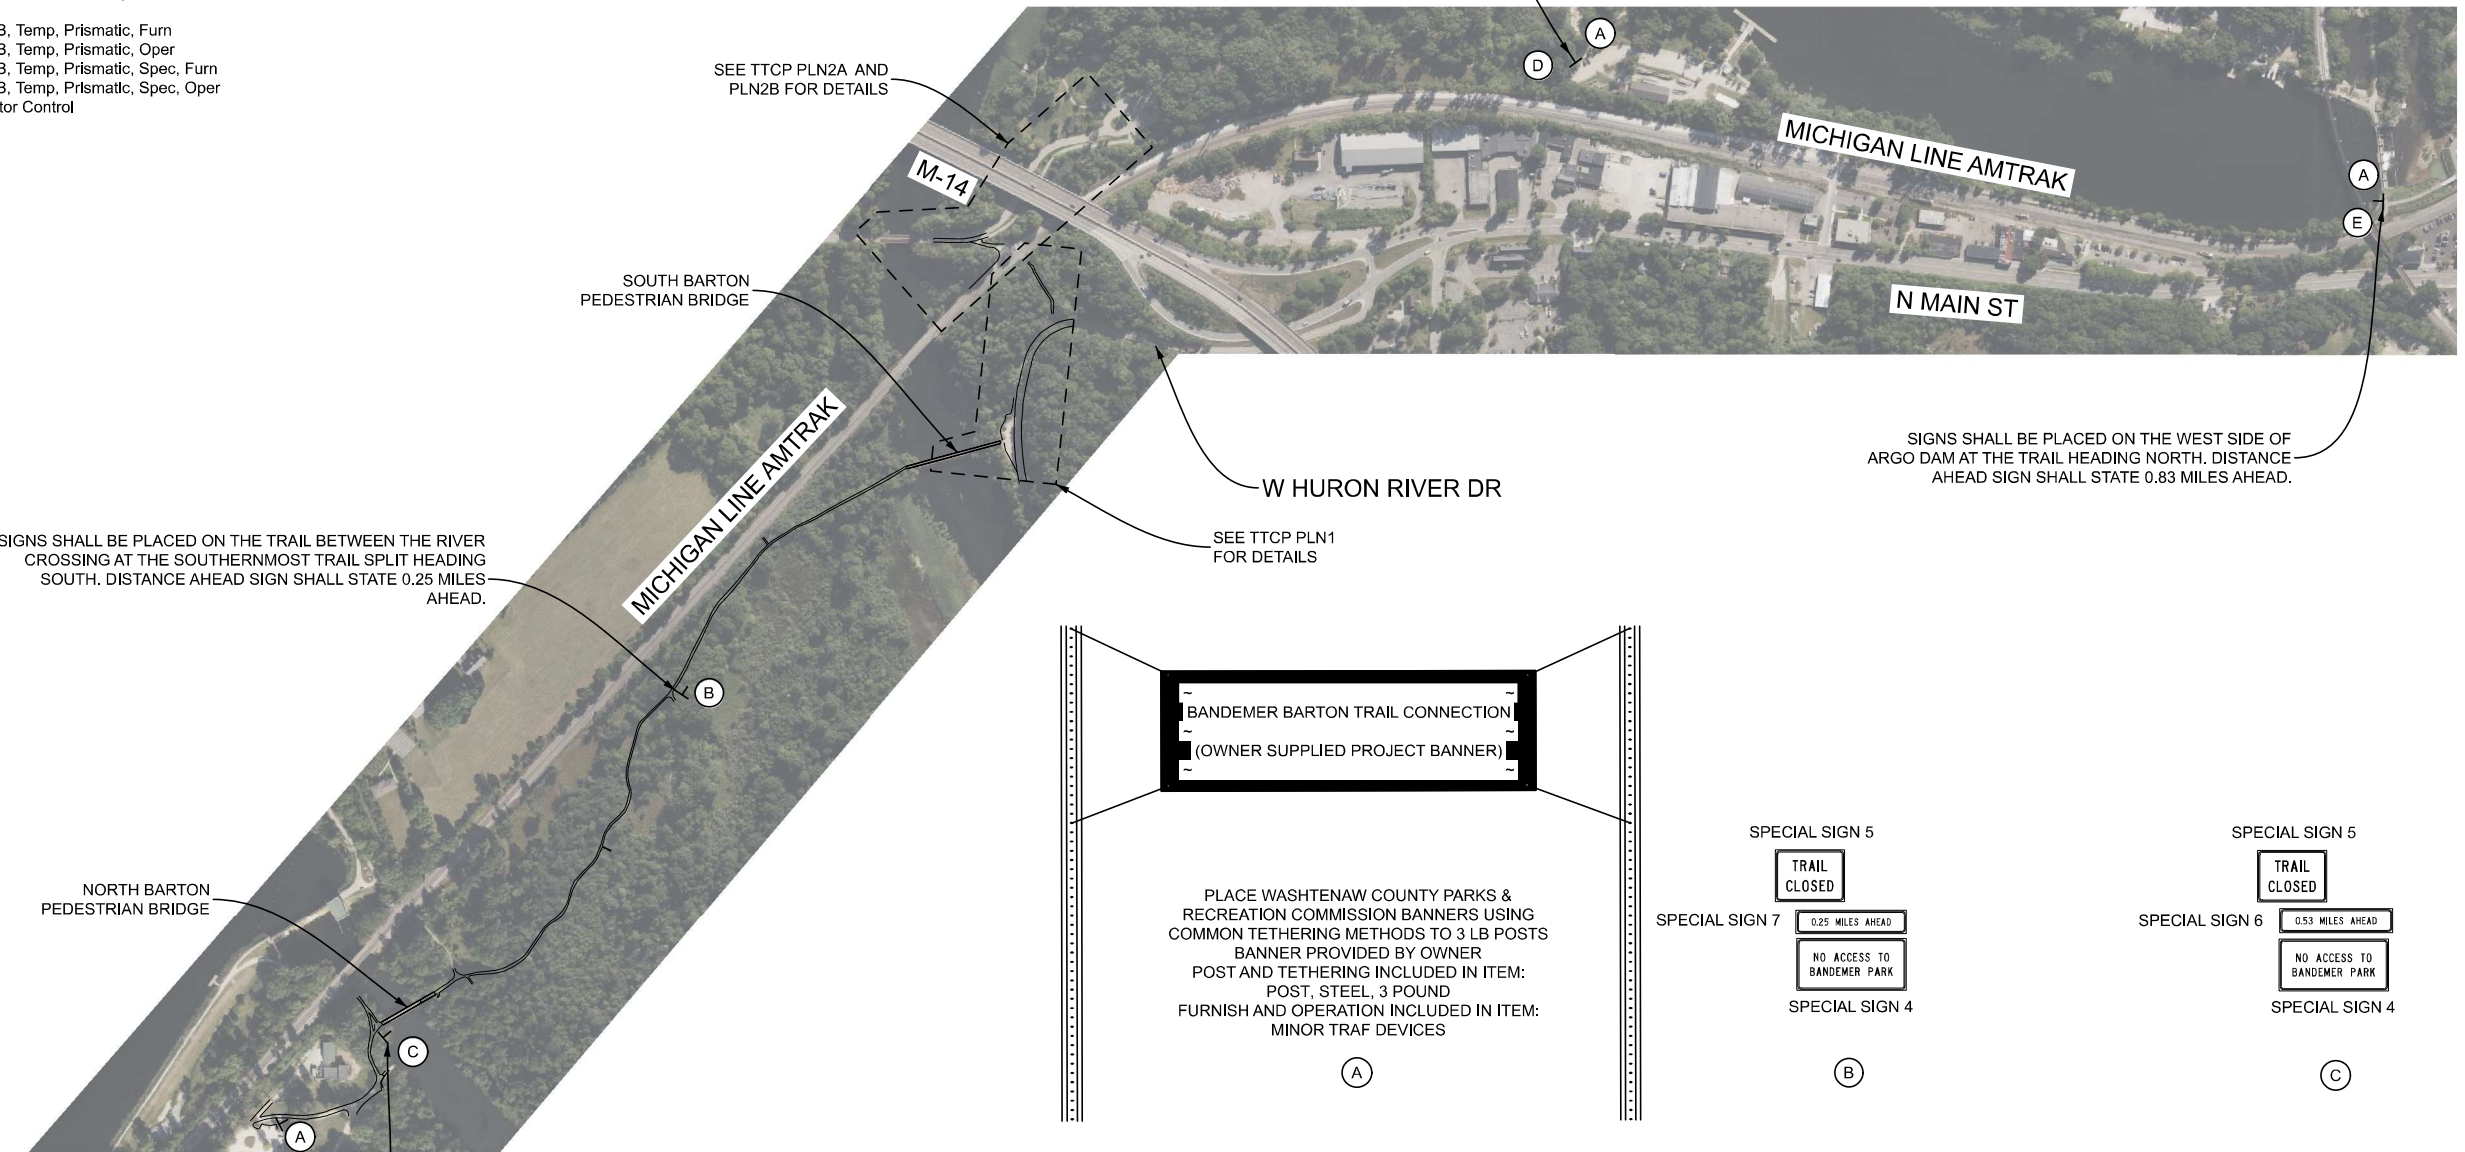 B, Temp, Prismatic, Furn
B, Temp, Prismatic, Oper
B, Temp, Prismatic, Spec, Furn
B, Temp, Prismatic, Spec, Oper
tor Control
SEE TTCP PLN2A AND
PLN2B FOR DETAILS
M-14
D
A
MICHIGAN LINE AMTRAK
A
E
N MAIN ST
SOUTH BARTON
PEDESTRIAN BRIDGE
MICHIGAN LINE AMTRAK
W HURON RIVER DR
SEE TTCP PLN1
FOR DETAILS
SIGNS SHALL BE PLACED ON THE WEST SIDE OF
ARGO DAM AT THE TRAIL HEADING NORTH. DISTANCE
AHEAD SIGN SHALL STATE 0.83 MILES AHEAD.
SIGNS SHALL BE PLACED ON THE TRAIL BETWEEN THE RIVER
CROSSING AT THE SOUTHERNMOST TRAIL SPLIT HEADING
SOUTH. DISTANCE AHEAD SIGN SHALL STATE 0.25 MILES
AHEAD.
B
NORTH BARTON
PEDESTRIAN BRIDGE
C
A
~ ~
BANDEMER BARTON TRAIL CONNECTION
~ ~
(OWNER SUPPLIED PROJECT BANNER)
~ ~
PLACE WASHTENAW COUNTY PARKS &
RECREATION COMMISSION BANNERS USING
COMMON TETHERING METHODS TO 3 LB POSTS
BANNER PROVIDED BY OWNER
POST AND TETHERING INCLUDED IN ITEM:
POST, STEEL, 3 POUND
FURNISH AND OPERATION INCLUDED IN ITEM:
MINOR TRAF DEVICES
A
SPECIAL SIGN 5
TRAIL
CLOSED
SPECIAL SIGN 7
0.25 MILES AHEAD
NO ACCESS TO
BANDEMER PARK
SPECIAL SIGN 4
B
SPECIAL SIGN 5
TRAIL
CLOSED
SPECIAL SIGN 6
0.53 MILES AHEAD
NO ACCESS TO
BANDEMER PARK
SPECIAL SIGN 4
C